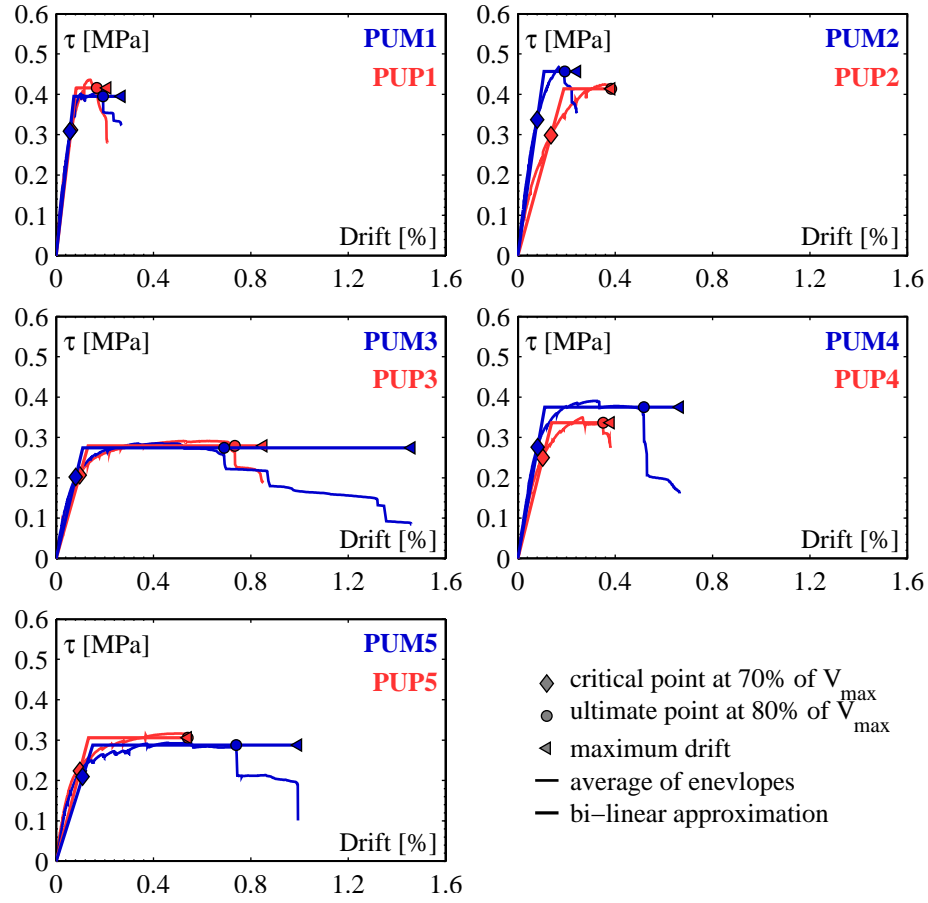 0.6
0.5
0.4
0.3
0.2
0.1
0
τ [MPa]
PUM1
PUP1
Drift [%]
0 0.4 0.8 1.2 1.6
0.6
0.5
0.4
0.3
0.2
0.1
0
τ [MPa]
PUM2
PUP2
Drift [%]
0 0.4 0.8 1.2 1.6
0.6
0.5
0.4
0.3
0.2
0.1
0
τ [MPa]
PUM3
PUP3
Drift [%]
0 0.4 0.8 1.2 1.6
0.6
0.5
0.4
0.3
0.2
0.1
0
τ [MPa]
PUM4
PUP4
Drift [%]
0 0.4 0.8 1.2 1.6
0.6
0.5
0.4
0.3
0.2
0.1
0
τ [MPa]
PUM5
PUP5
Drift [%]
0 0.4 0.8 1.2 1.6
critical point at 70% of Vmax
ultimate point at 80% of Vmax
maximum drift
average of enevlopes
bi−linear approximation